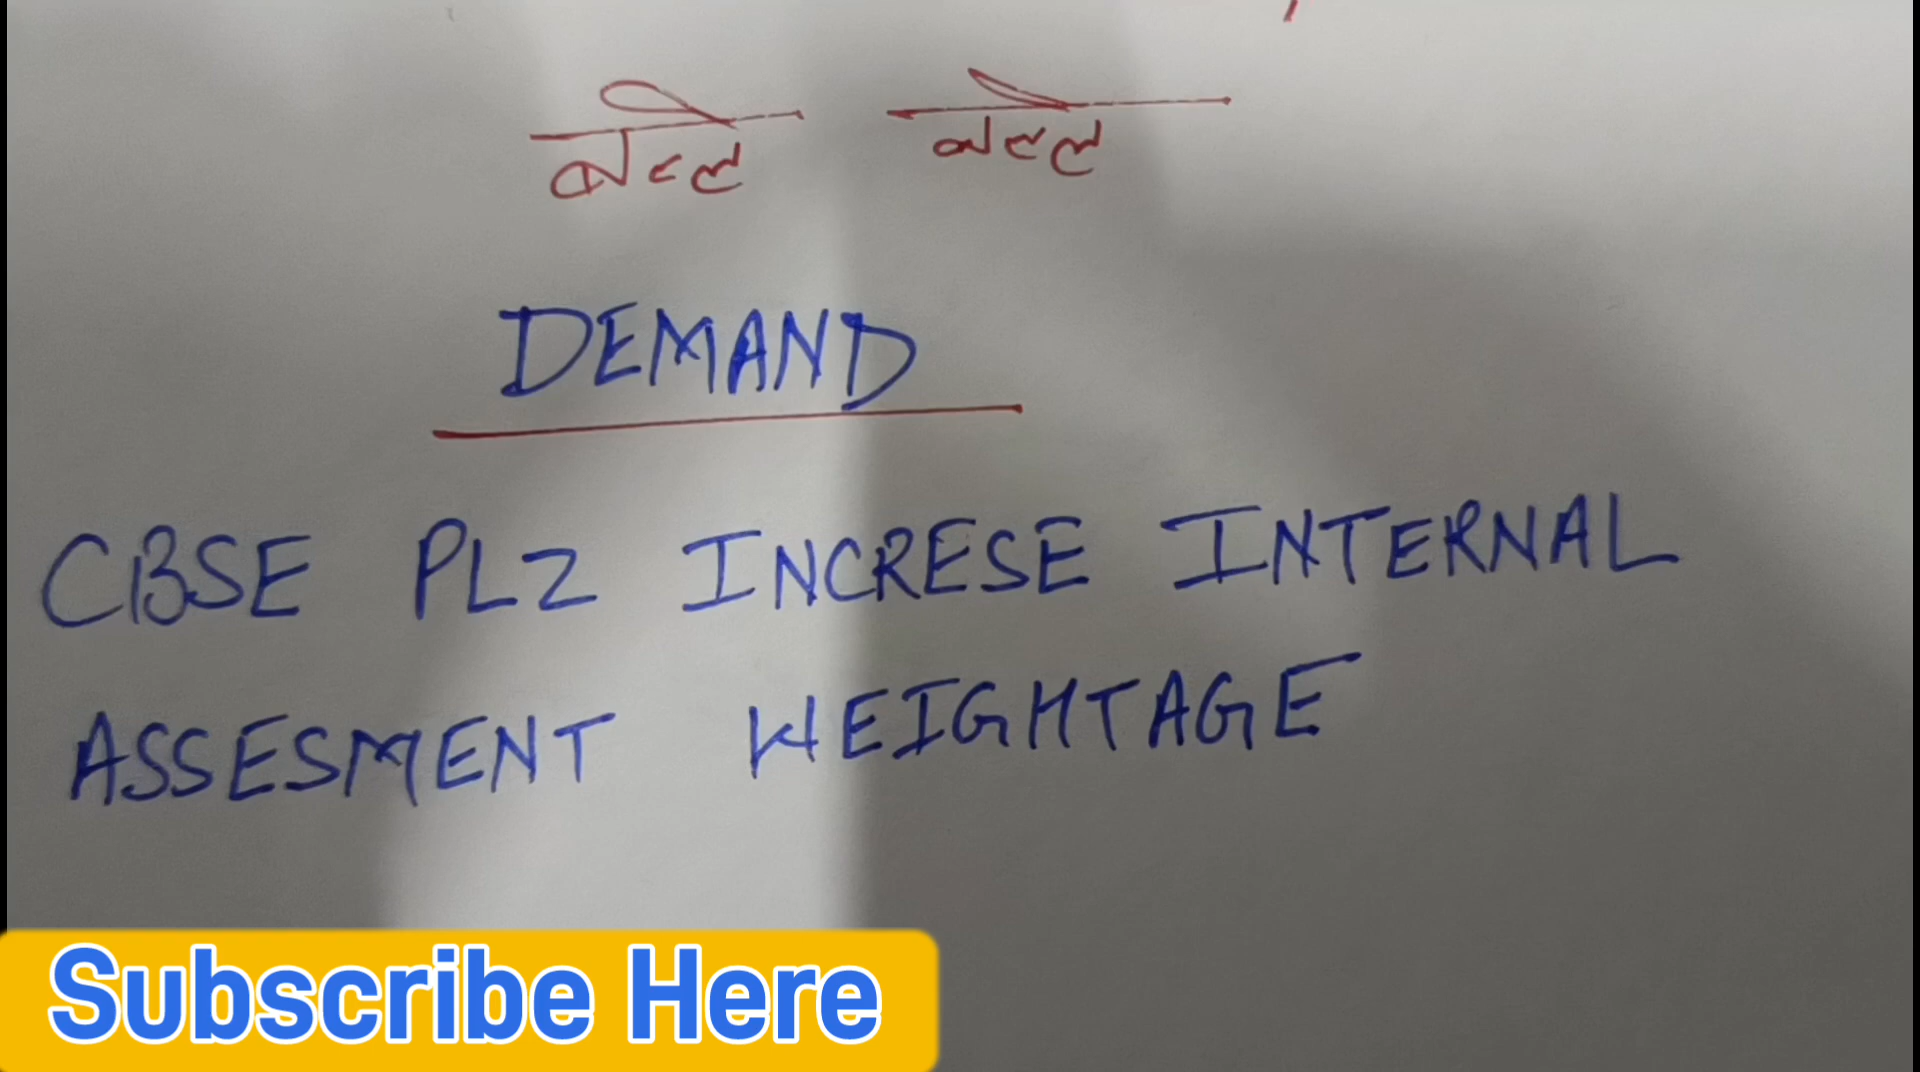 DEMAND
CBSE PLZ INCRESE INTERNAL
ASSESMENT WEIGHTAGE
Subscribe Here